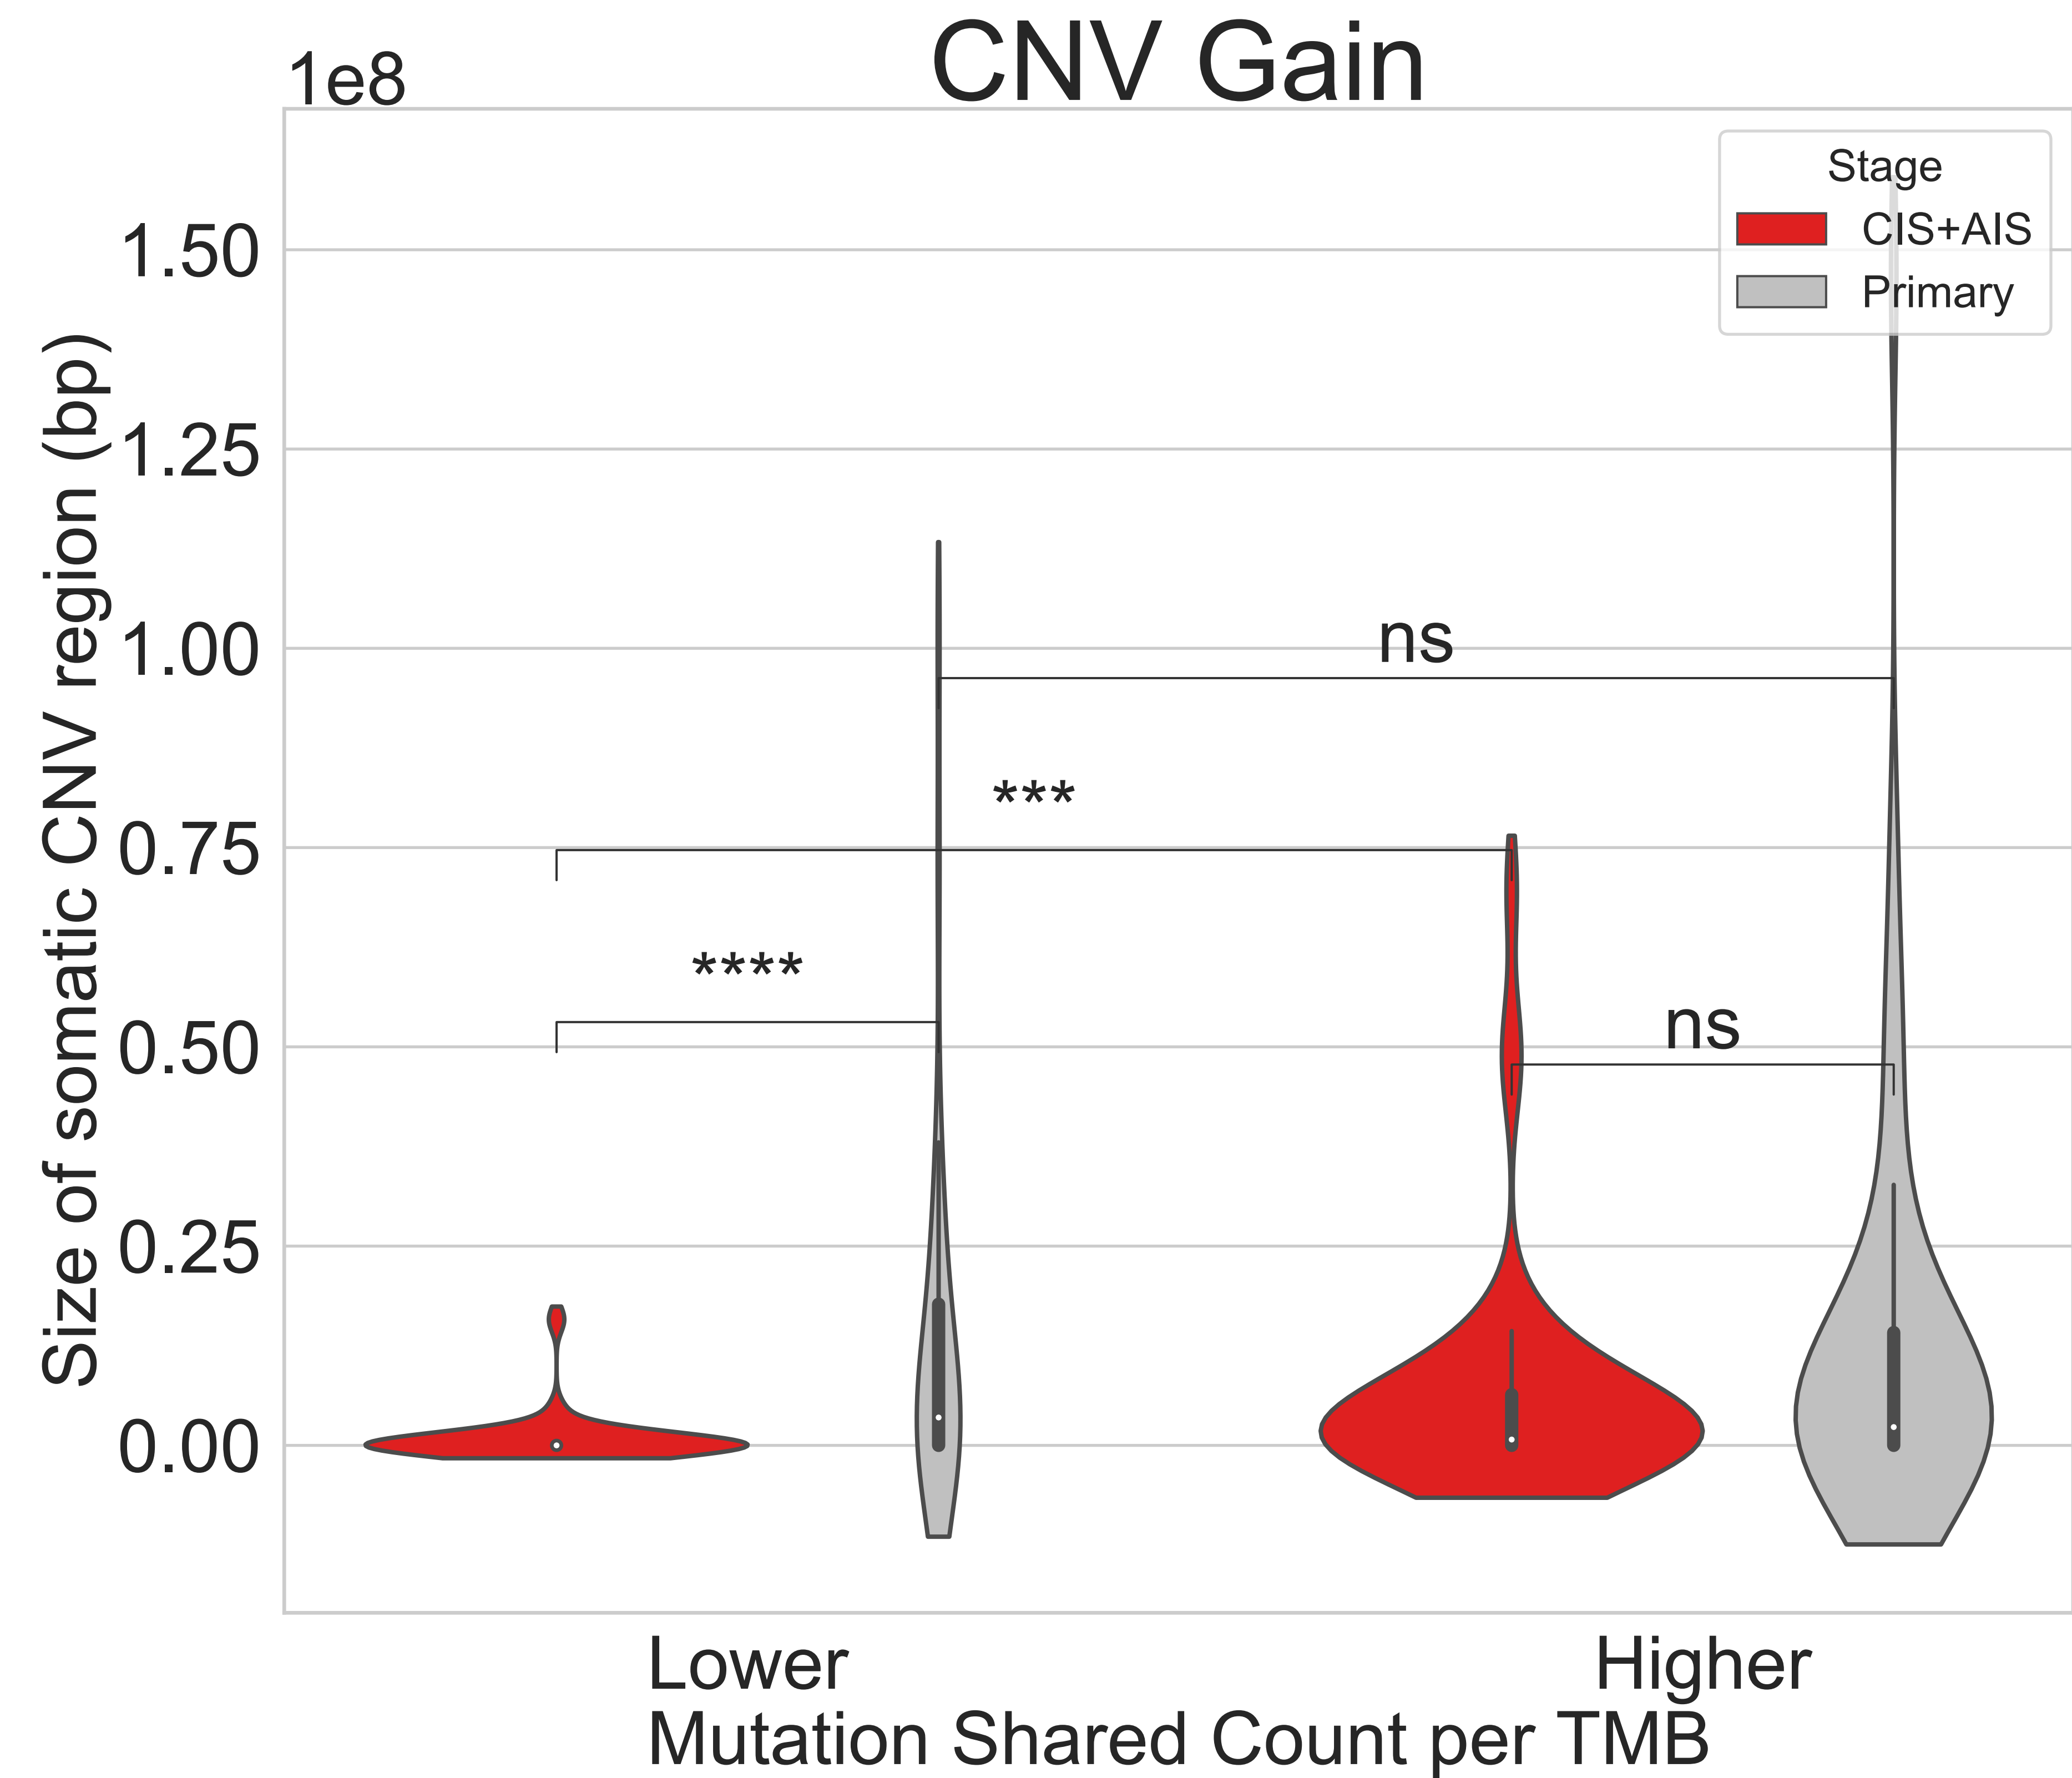 CNV Gain
1e8
Stage
CIS+AIS
Primary
1.50
1.25
1.00
0.75
0.50
0.25
0.00
Size of somatic CNV region (bp)
ns
***
****
ns
Lower
Higher
Mutation Shared Count per TMB